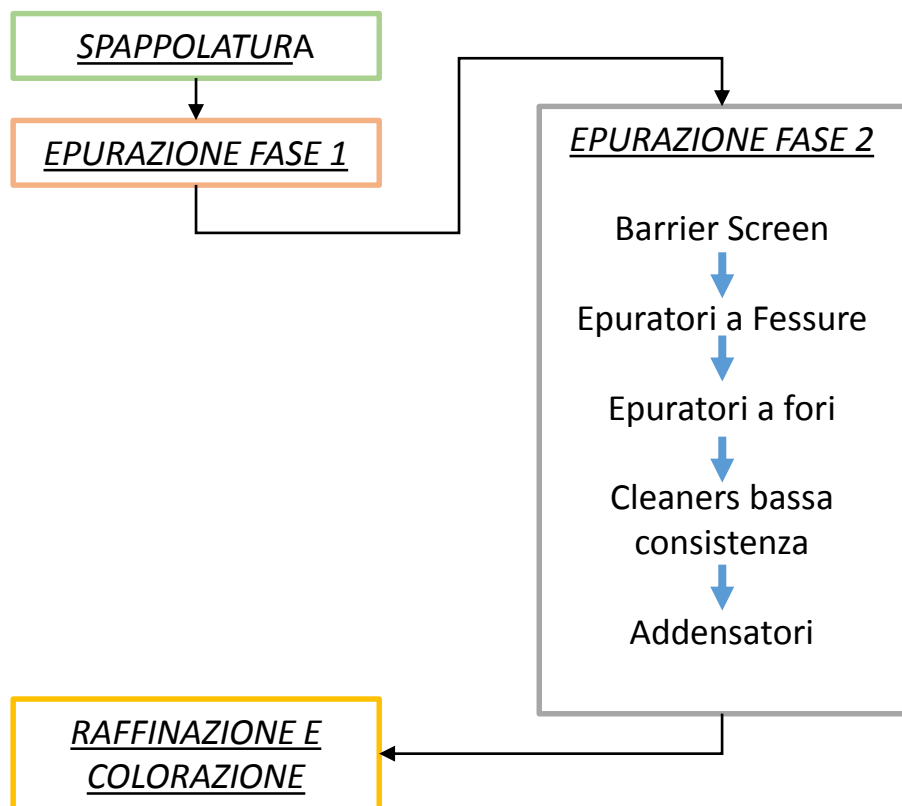 SPAPPOLATURA
EPURAZIONE FASE 1
EPURAZIONE FASE 2
Barrier Screen
Epuratori a Fessure
Epuratori a fori
Cleaners bassa
consistenza
Addensatori
RAFFINAZIONE E
COLORAZIONE